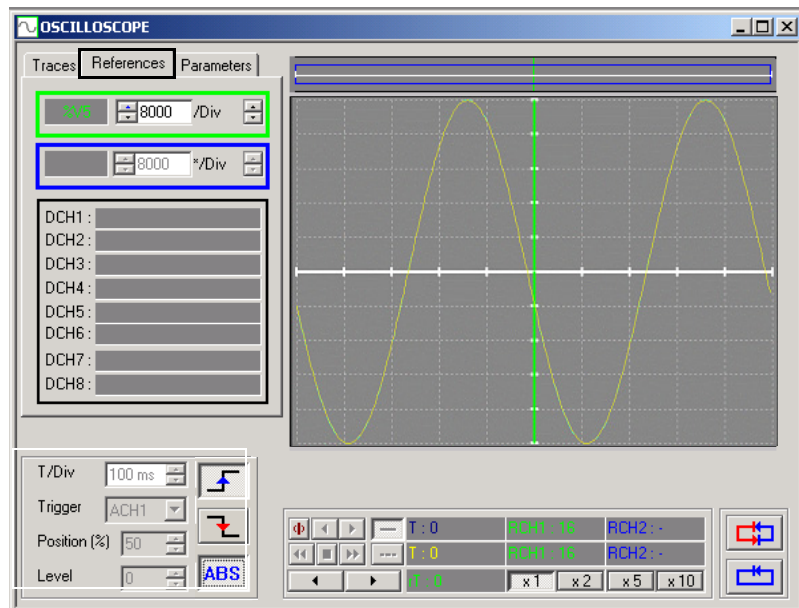 OSCILLOSCOPE
Traces References Parameters
XV5 8000 /Div
8000 */Div
DCH1 :
DCH2 :
DCH3 :
DCH4 :
DCH5 :
DCH6 :
DCH7 :
DCH8 :
T/Div 100 ms
Trigger ACH1
Position (%) 50
Level 0
ABS
Φ T : 0 RCH1 : 16 RCH2 : -
T : 0 RCH1 : 16 RCH2 : -
T : 0 x 1 x 2 x 5 x 10